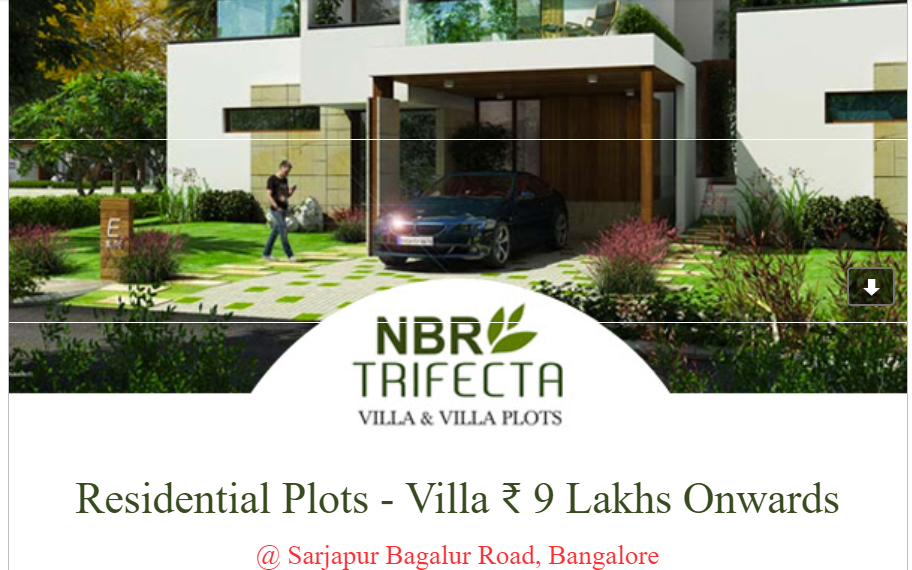 E
NBR
TRIFECTA
VILLA & VILLA PLOTS
Residential Plots - Villa ₹ 9 Lakhs Onwards
@ Sarjapur Bagalur Road, Bangalore